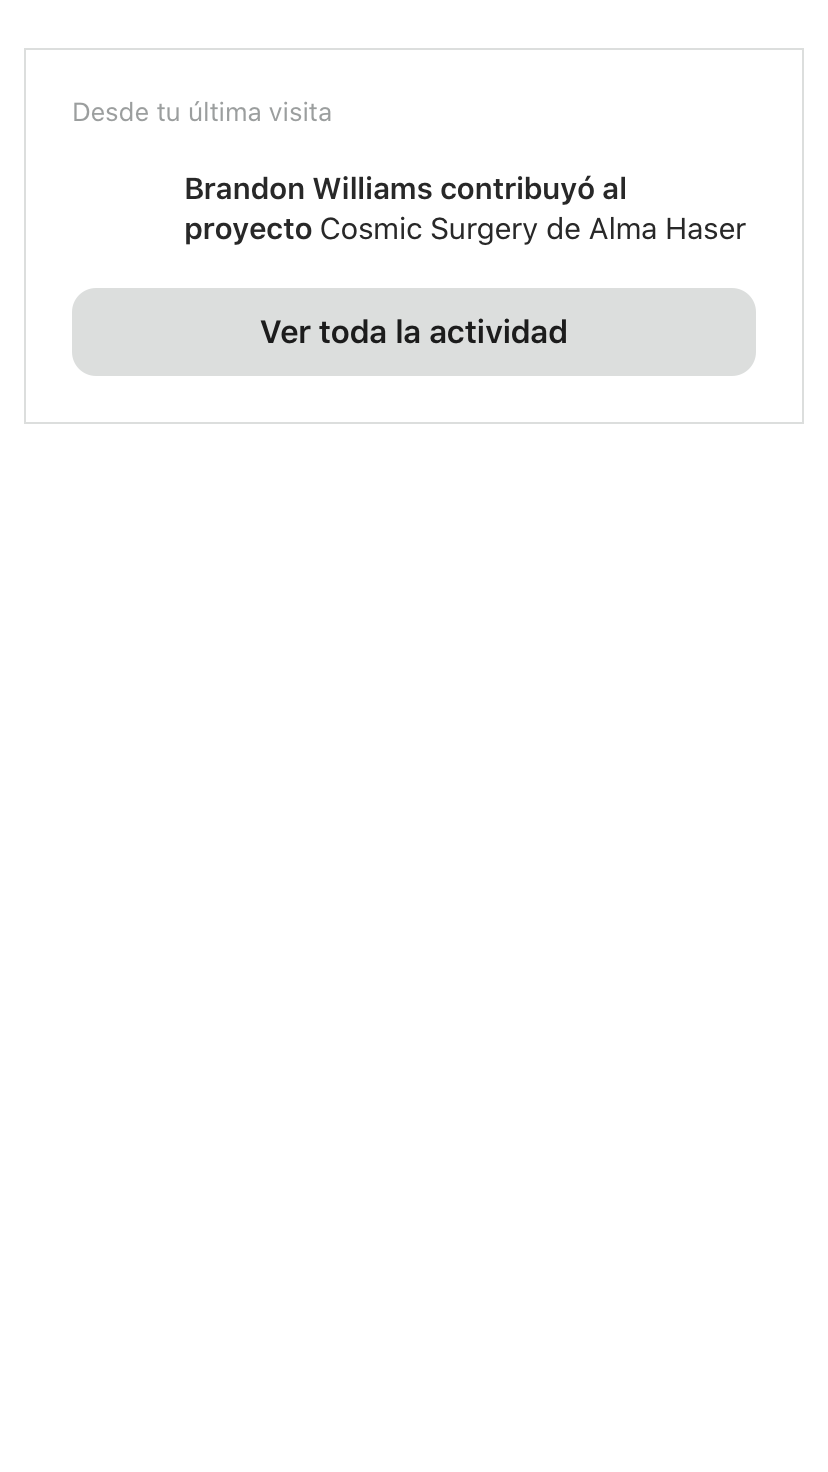 Desde tu última visita
Brandon Williams contribuyó al
proyecto Cosmic Surgery de Alma Haser
Ver toda la actividad